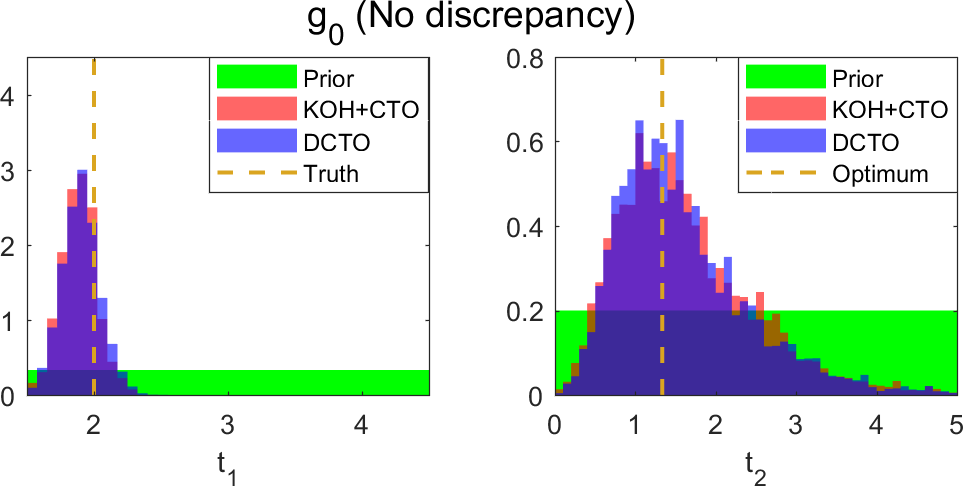 g0 (No discrepancy)
4
3
2
1
0
2
3
4
t1
Prior
KOH+CTO
DCTO
Truth
0.8
0.6
0.4
0.2
0
0
1
2
3
4
5
t2
Prior
KOH+CTO
DCTO
Optimum